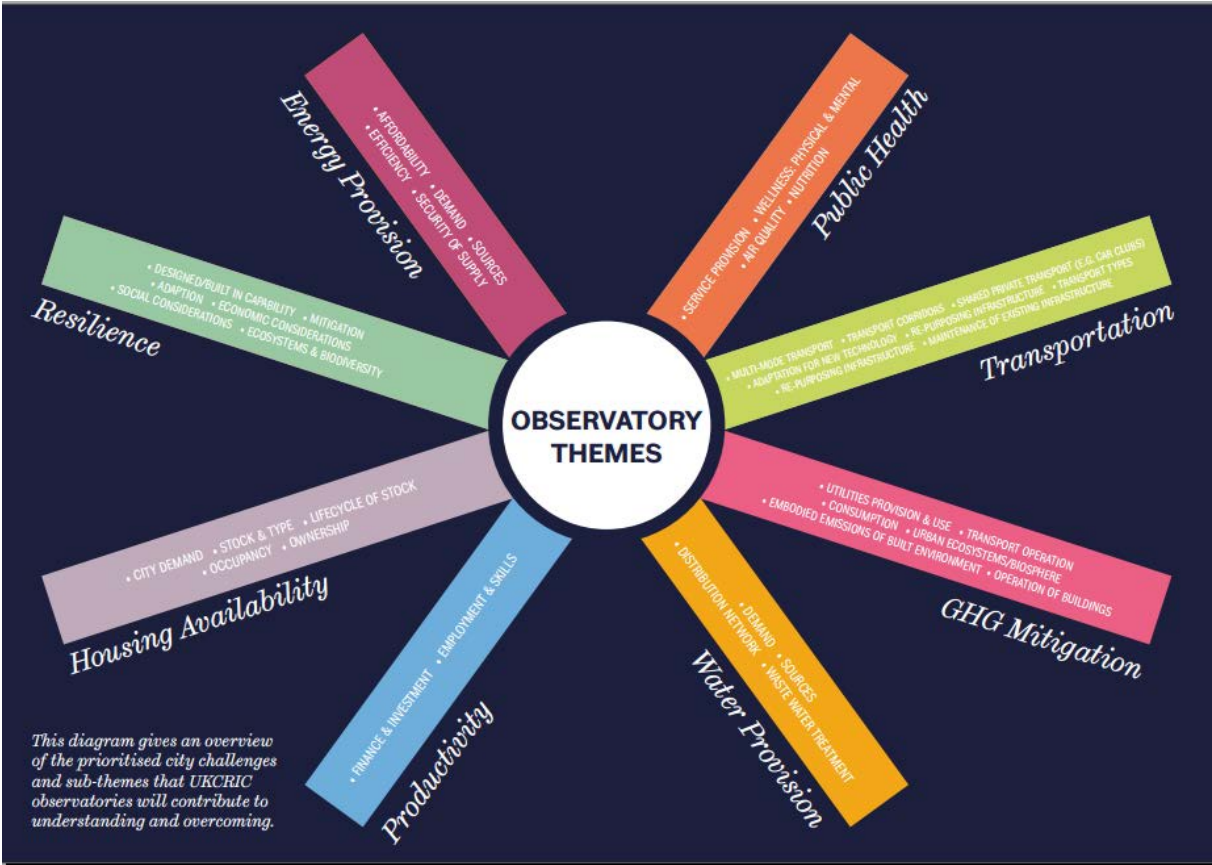 OBSERVATORY
THEMES
Energy Provision
• AFFORDABILITY • DEMAND • SOURCES
• EFFICIENCY • SECURITY OF SUPPLY
Public Health
• SERVICE PROVISION • WELLNESS: PHYSICAL & MENTAL
• AIR QUALITY • NUTRITION
Transportation
• MULTI-MODE TRANSPORT • TRANSPORT CORRIDORS • SHARED PRIVATE TRANSPORT (E.G. CAR CLUBS)
• ADAPTATION FOR NEW TECHNOLOGY • RE-PURPOSING INFRASTRUCTURE • TRANSPORT TYPES
• RE-PURPOSING INFRASTRUCTURE • MAINTENANCE OF EXISTING INFRASTRUCTURE
GHG Mitigation
• UTILITIES PROVISION & USE • TRANSPORT OPERATION
• CONSUMPTION • URBAN ECOSYSTEMS/BIOSPHERE
• EMBODIED EMISSIONS OF BUILT ENVIRONMENT • OPERATION OF BUILDINGS
Water Provision
• DEMAND • SOURCES
• DISTRIBUTION NETWORK • WASTE WATER TREATMENT
Productivity
• FINANCE & INVESTMENT • EMPLOYMENT & SKILLS
Housing Availability
• CITY DEMAND • STOCK & TYPE • LIFECYCLE OF STOCK
• OCCUPANCY • OWNERSHIP
Resilience
• DESIGNED/BUILT IN CAPABILITY • MITIGATION
• ADAPTION • ECONOMIC CONSIDERATIONS
• SOCIAL CONSIDERATIONS • ECOSYSTEMS & BIODIVERSITY
This diagram gives an overview
of the prioritised city challenges
and sub-themes that UKCRIC
observatories will contribute to
understanding and overcoming.